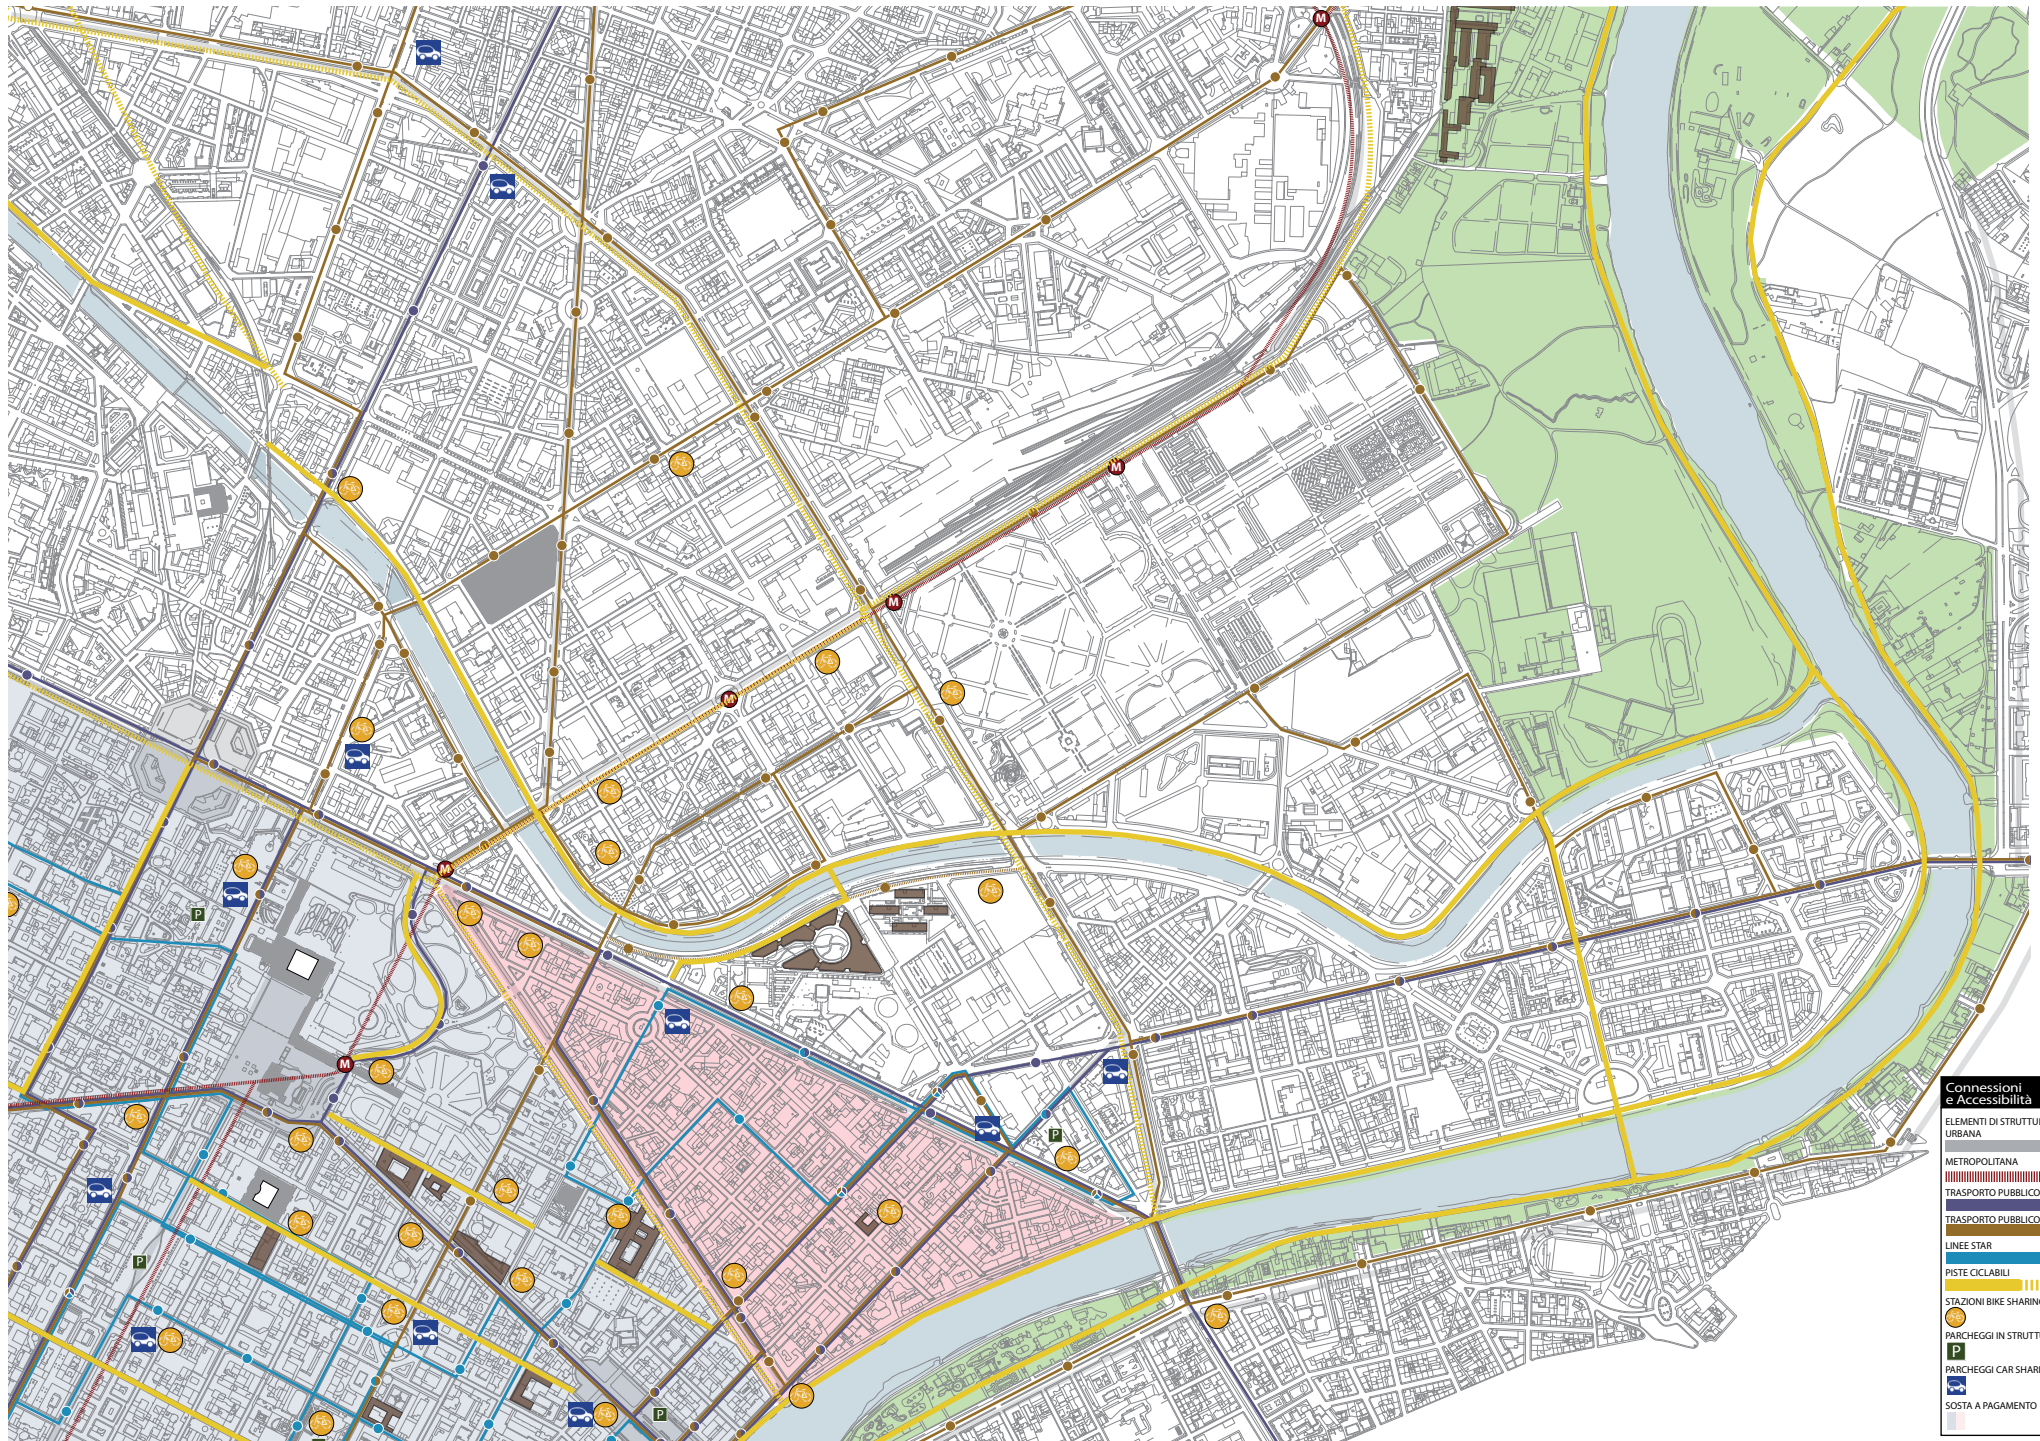 M
M
M
M
M
M
P
P
P
P
Connessioni
e Accessibilità
ELEMENTI DI STRUTTU
URBANA
METROPOLITANA
TRASPORTO PUBBLICO
TRASPORTO PUBBLICO
LINEE STAR
PISTE CICLABILI
STAZIONI BIKE SHARIN
PARCHEGGI IN STRUTT
P
PARCHEGGI CAR SHARI
SOSTA A PAGAMENTO